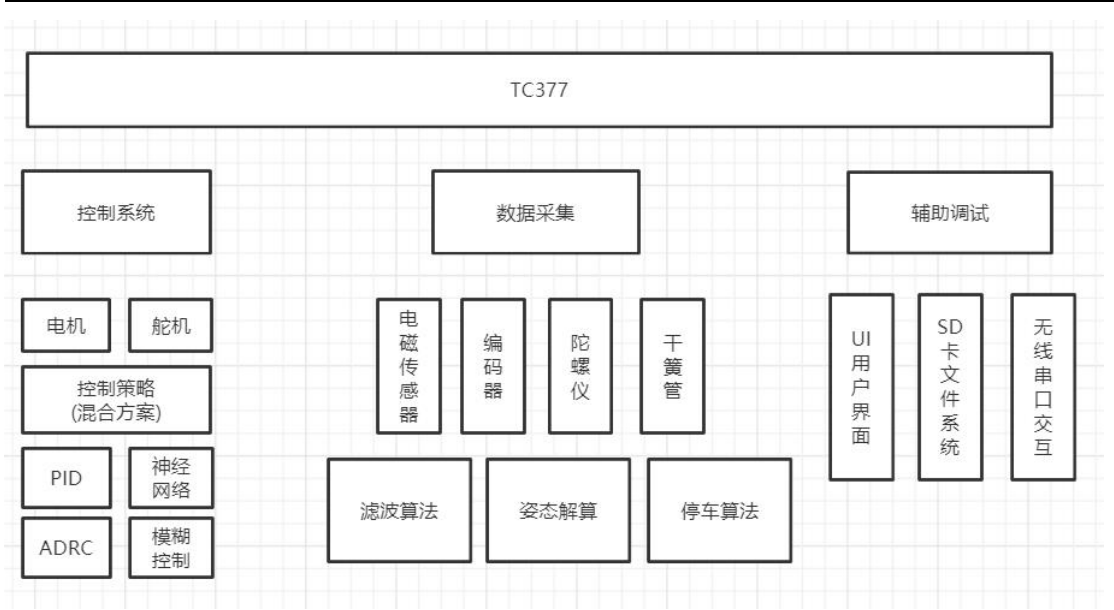 TC377
控制系统
数据采集
辅助调试
电机
舵机
控制策略
(混合方案)
PID
神经
网络
ADRC
模糊
控制
电磁传感器
编码器
陀螺仪
干簧管
滤波算法
姿态解算
停车算法
UI用户界面
SD卡文件系统
无线串口交互